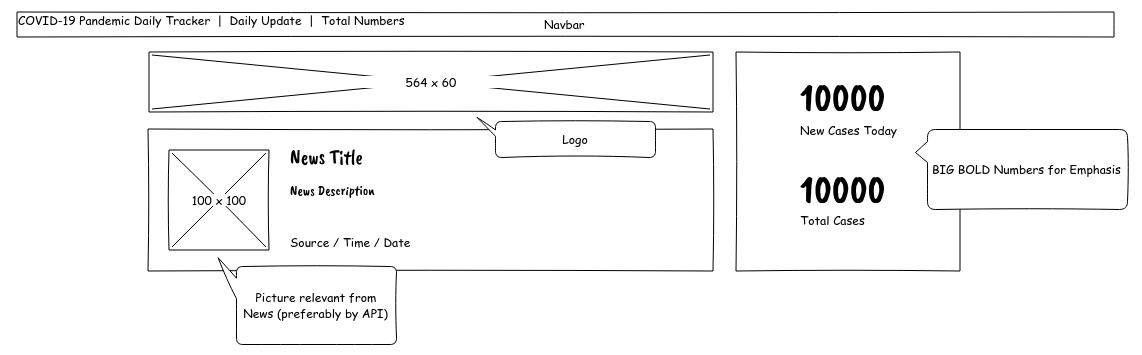 COVID-19 Pandemic Daily Tracker | Daily Update | Total Numbers
Navbar
564 x 60
Logo
100 x 100
News Title
News Description
Source / Time / Date
Picture relevant from
News (preferably by API)
10000
New Cases Today
10000
Total Cases
BIG BOLD Numbers for Emphasis